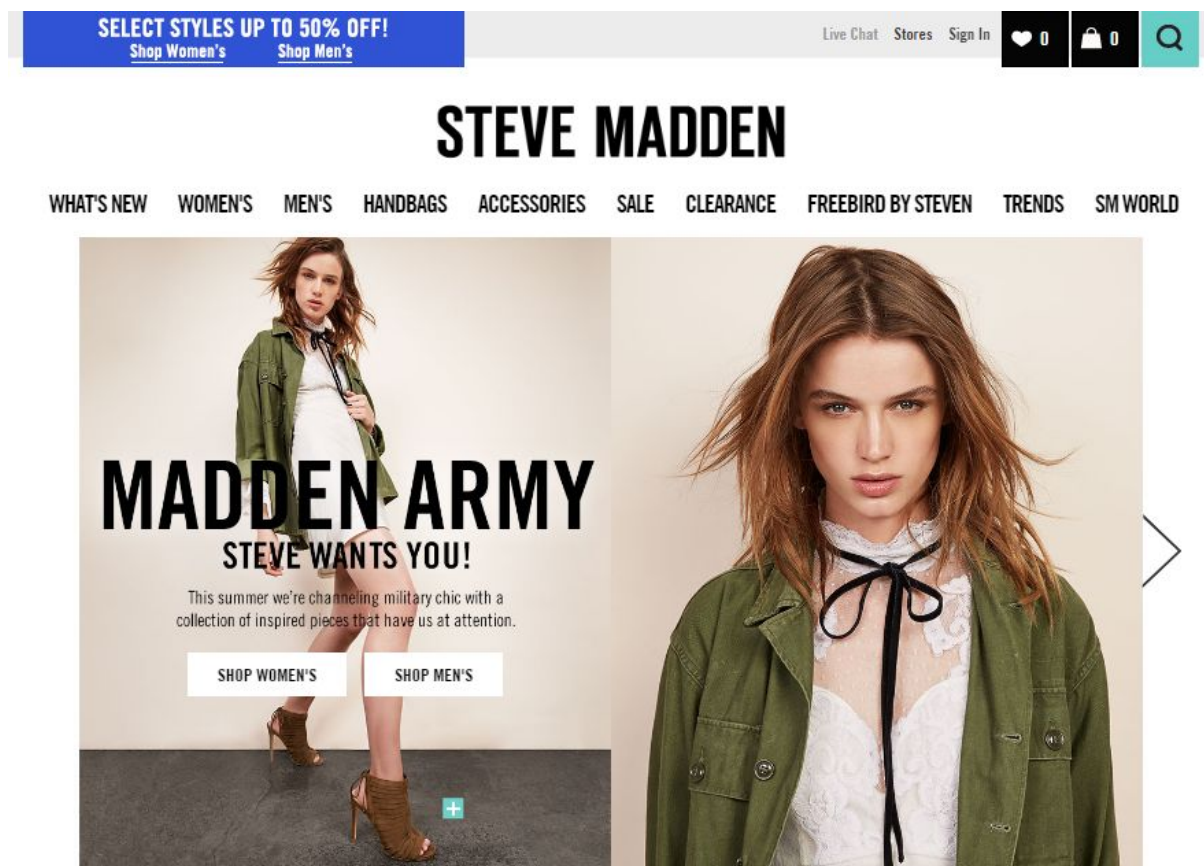 SELECT STYLES UP TO 50% OFF!
Shop Women's Shop Men's
Live Chat Stores Sign In 0 0
STEVE MADDEN
WHAT'S NEW WOMEN'S MEN'S HANDBAGS ACCESSORIES SALE CLEARANCE FREEBIRD BY STEVEN TRENDS SM WORLD
MADDEN ARMY
STEVE WANTS YOU!
This summer we're channeling military chic with a
collection of inspired pieces that have us at attention.
SHOP WOMEN'S SHOP MEN'S